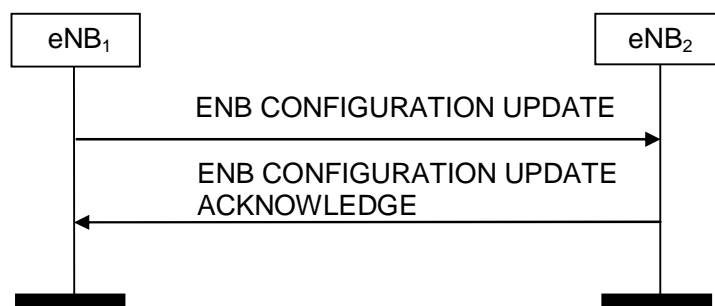 eNB₁
eNB₂
ENB CONFIGURATION UPDATE
ENB CONFIGURATION UPDATE
ACKNOWLEDGE